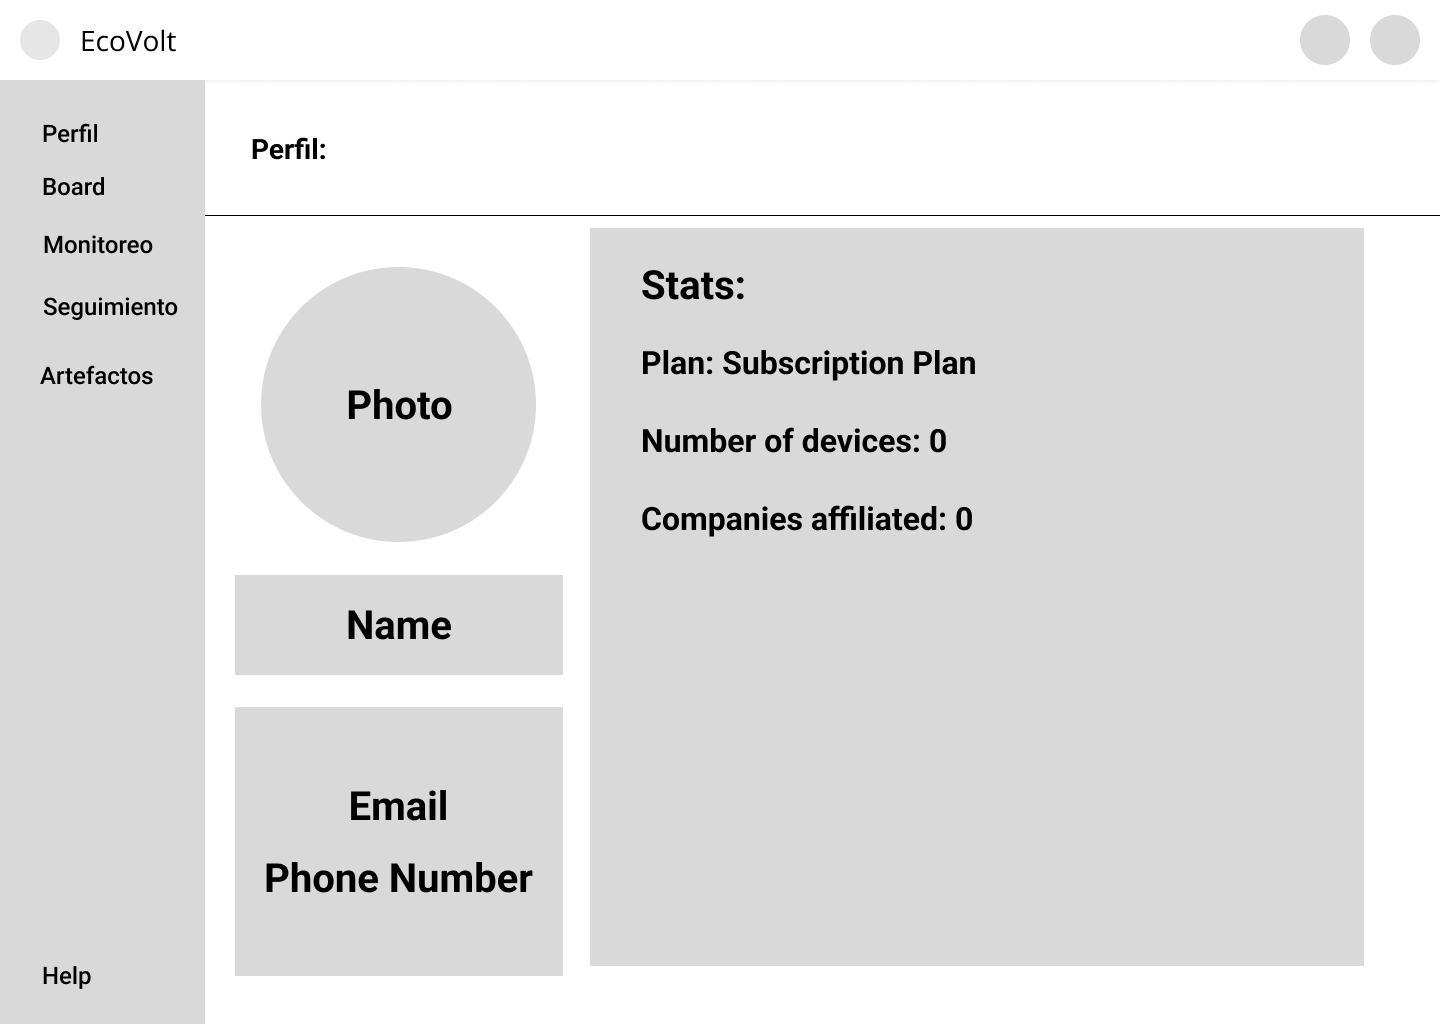 EcoVolt
Perfil
Board
Monitoreo
Seguimiento
Artefactos
Help
Perfil:
Photo
Name
Email
Phone Number
Stats:
Plan: Subscription Plan
Number of devices: 0
Companies affiliated: 0